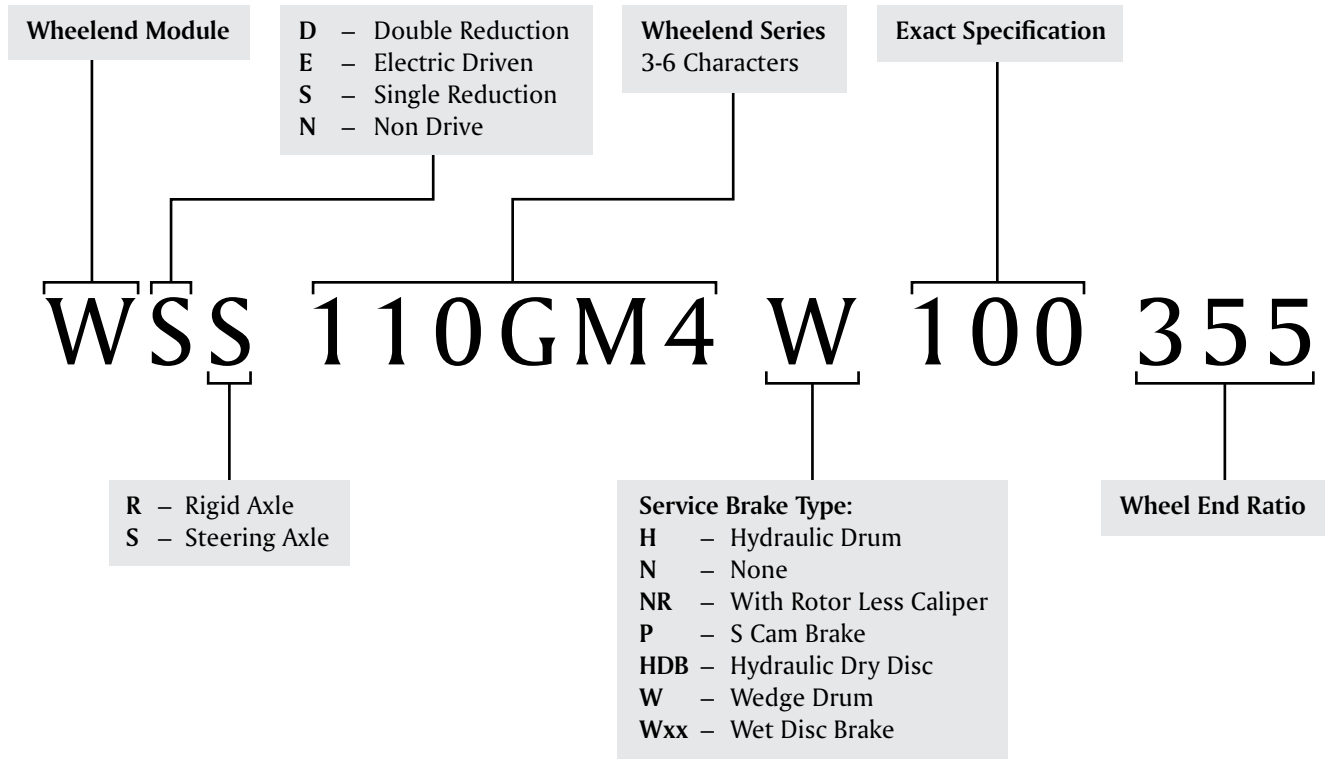 Wheelend Module
D – Double Reduction
E – Electric Driven
S – Single Reduction
N – Non Drive
Wheelend Series
3-6 Characters
Exact Specification
WSS 110GM4 W 100 355
R – Rigid Axle
S – Steering Axle
Service Brake Type:
H – Hydraulic Drum
N – None
NR – With Rotor Less Caliper
P – S Cam Brake
HDB – Hydraulic Dry Disc
W – Wedge Drum
Wxx – Wet Disc Brake
Wheel End Ratio